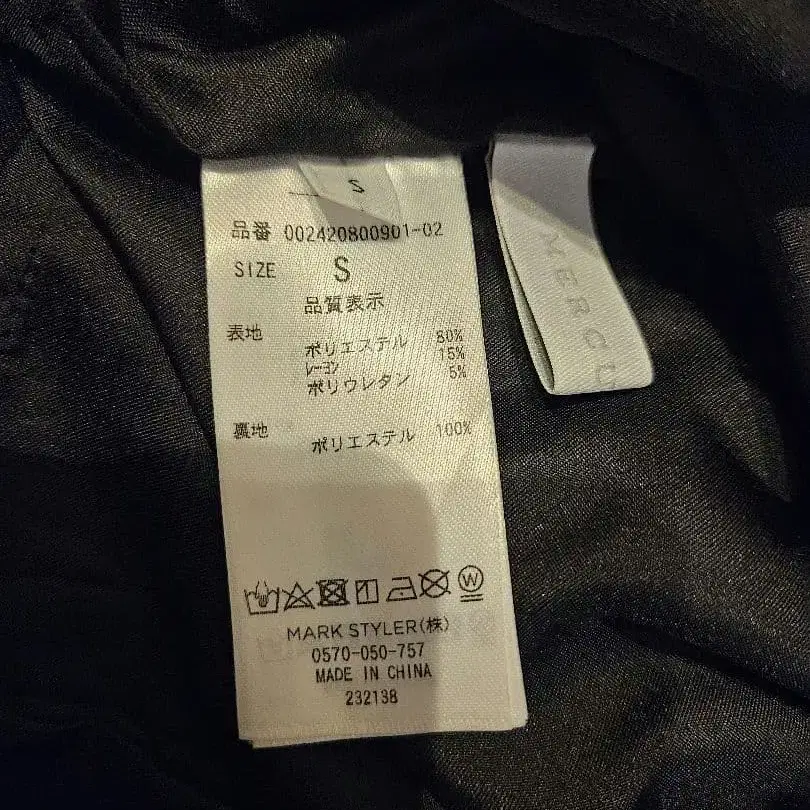 品番 002420800901-02
SIZE S
品質表示
表地
ポリエステル 80%
レーヨン 15%
ポリウレタン 5%
裏地
ポリエステル 100%
W
MARK STYLER(株)
0570-050-757
MADE IN CHINA
232138
MERCU